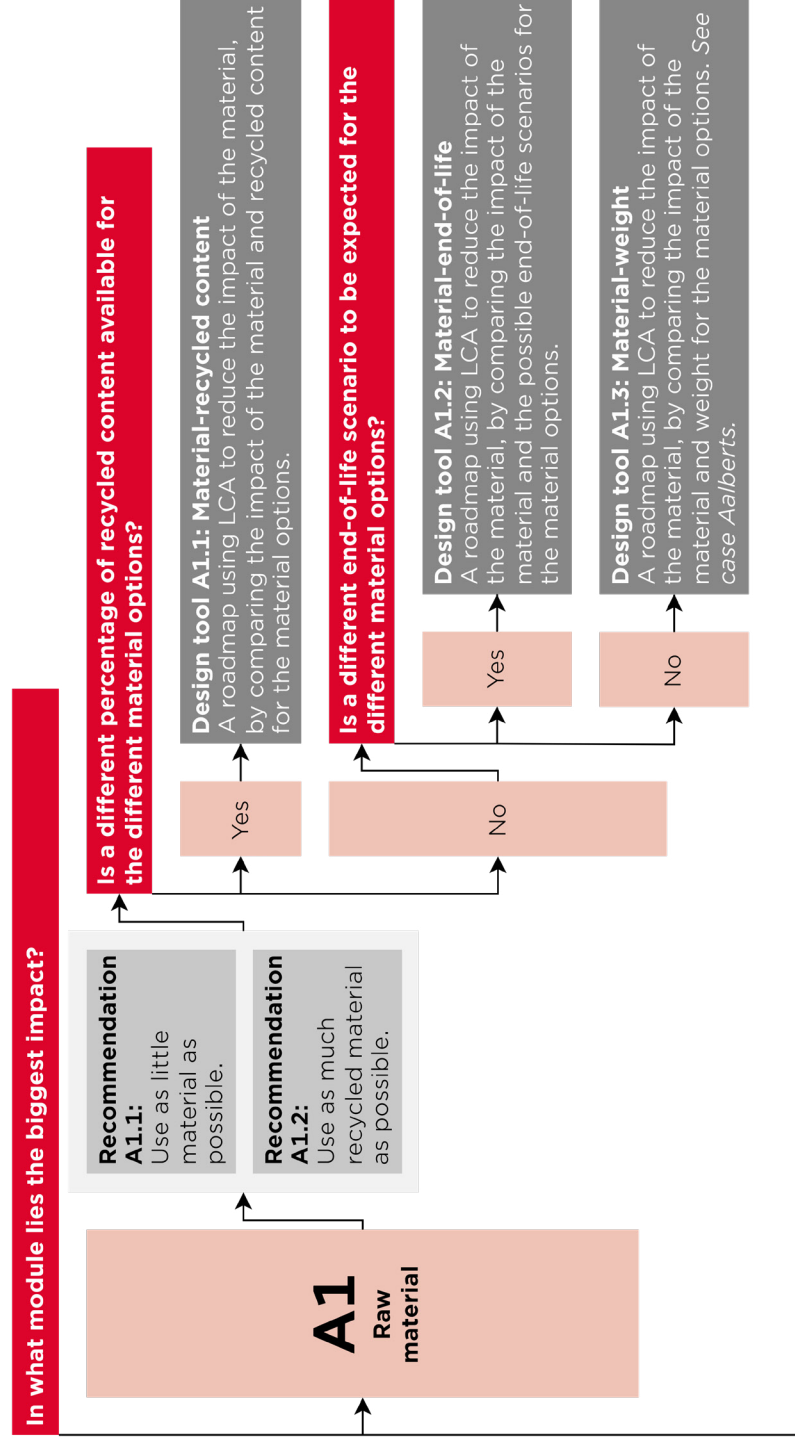 In what module lies the biggest impact?
A1
Raw
material
Recommendation
A1.1:
Use as little
material as
possible.
Recommendation
A1.2:
Use as much
recycled material
as possible.
Is a different percentage of recycled content available for
the different material options?
Yes
Design tool A1.1: Material-recycled content
A roadmap using LCA to reduce the impact of the material,
by comparing the impact of the material and recycled content
for the material options.
No
Is a different end-of-life scenario to be expected for the
different material options?
Yes
Design tool A1.2: Material-end-of-life
A roadmap using LCA to reduce the impact of
the material, by comparing the impact of the
material and the possible end-of-life scenarios for
the material options.
No
Design tool A1.3: Material-weight
A roadmap using LCA to reduce the impact of
the material, by comparing the impact of the
material and weight for the material options. See
case Aalberts.